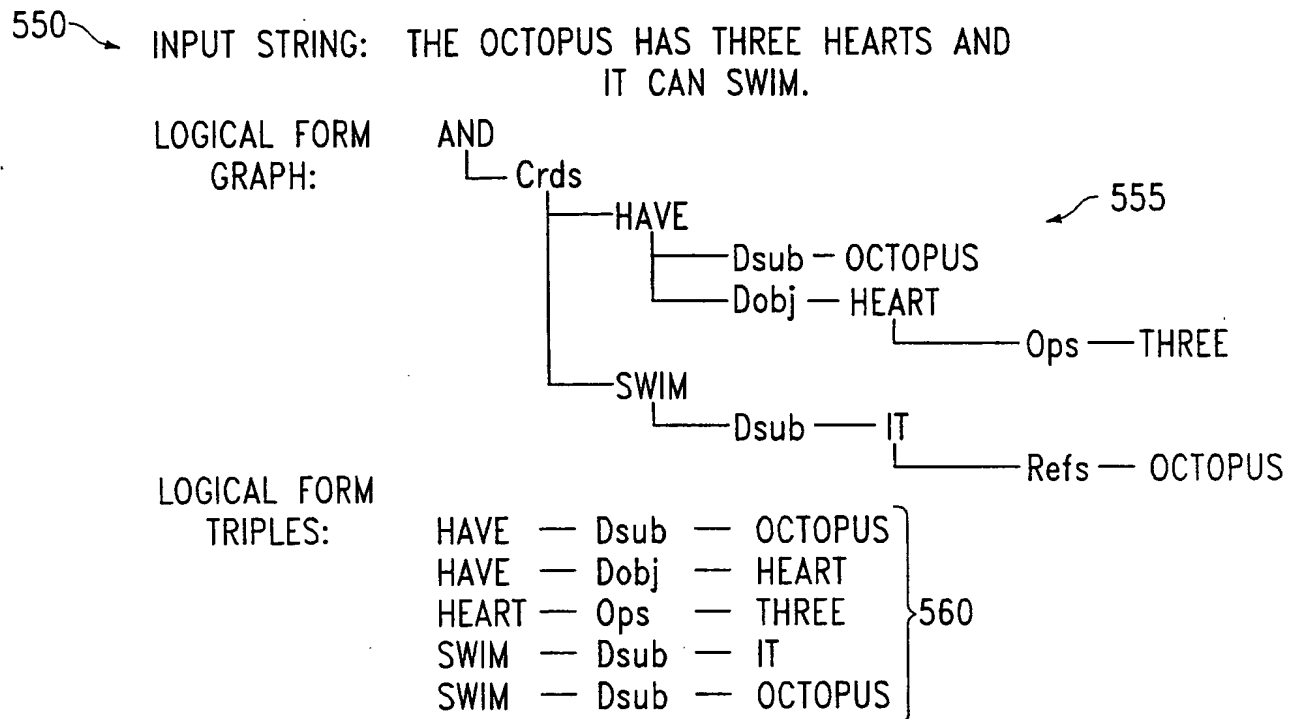 550
INPUT STRING: THE OCTOPUS HAS THREE HEARTS AND
IT CAN SWIM.
LOGICAL FORM
GRAPH:
AND
Crds
555
HAVE
Dsub — OCTOPUS
Dobj — HEART
Ops — THREE
SWIM
Dsub — IT
Refs — OCTOPUS
LOGICAL FORM
TRIPLES:
HAVE — Dsub — OCTOPUS
HAVE — Dobj — HEART
HEART — Ops — THREE
SWIM — Dsub — IT
SWIM — Dsub — OCTOPUS
560